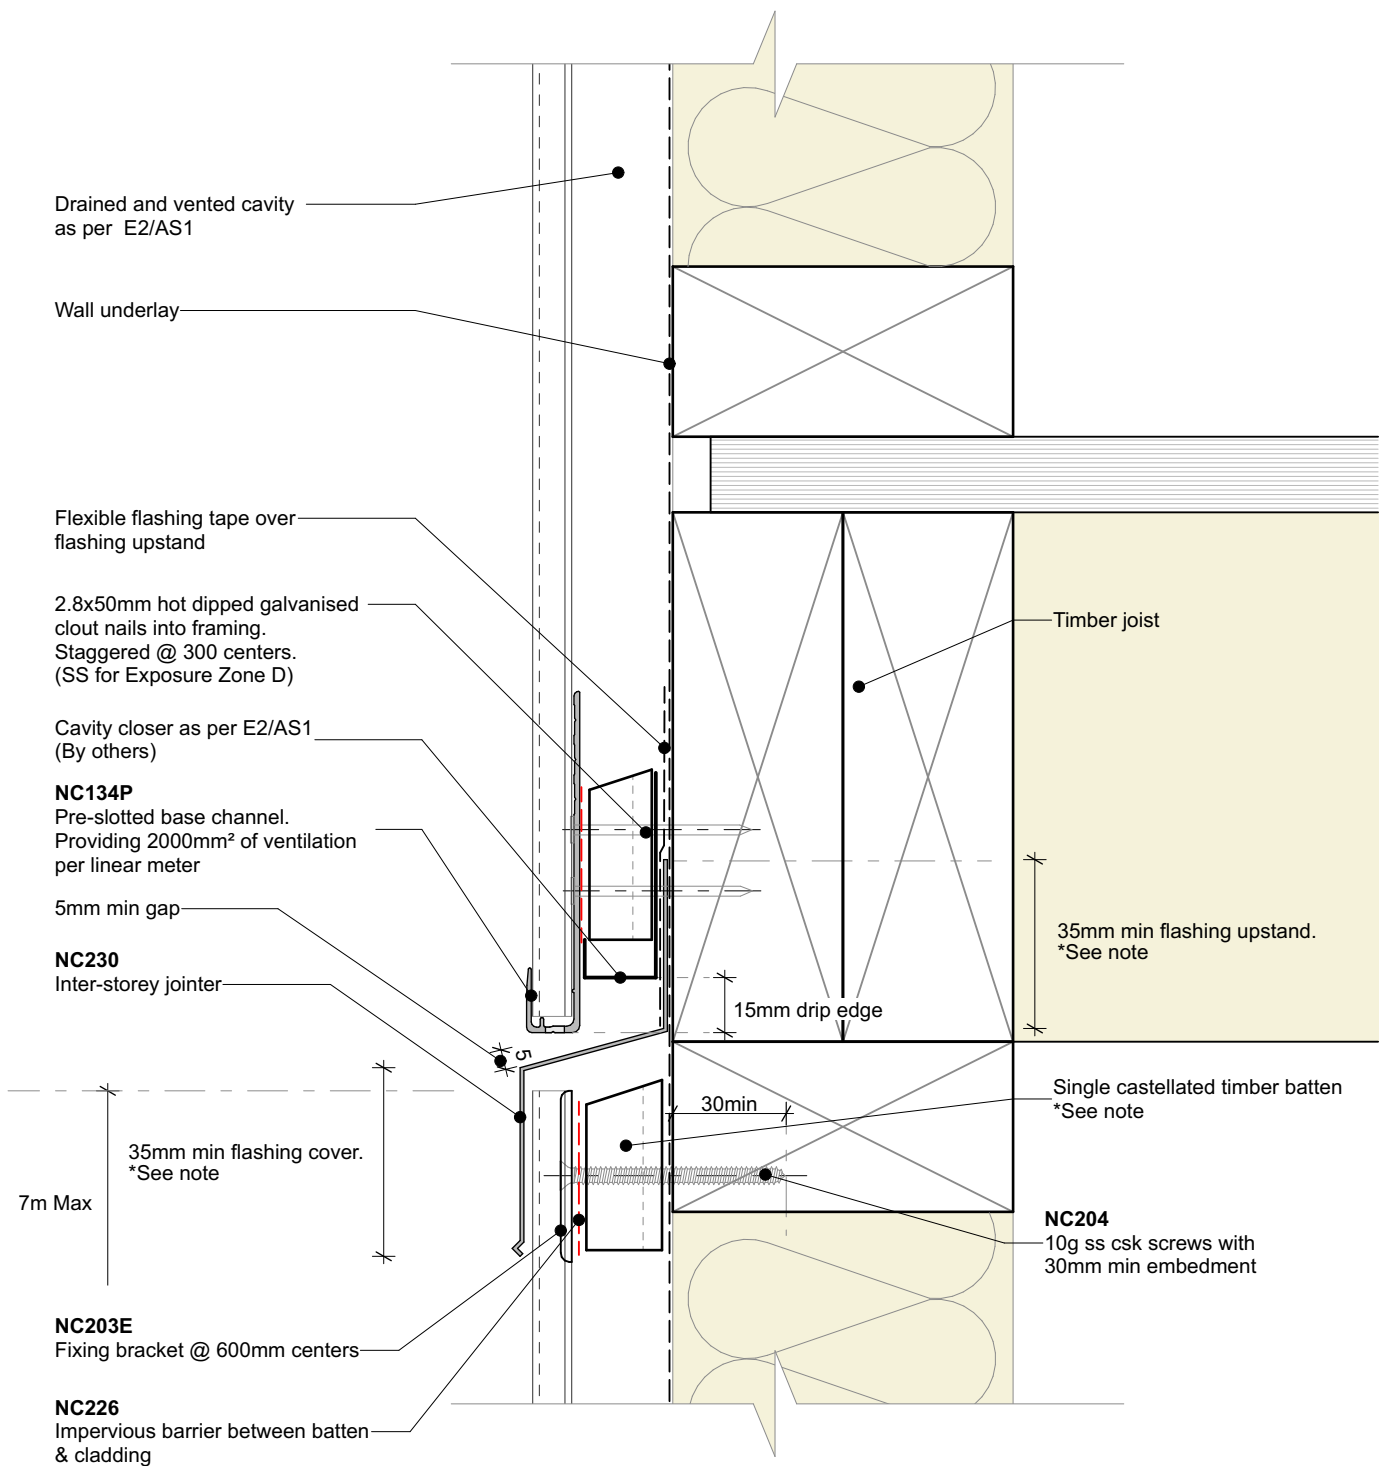 Drained and vented cavity
as per E2/AS1
Wall underlay
Flexible flashing tape over
flashing upstand
2.8x50mm hot dipped galvanised
clout nails into framing.
Staggered @ 300 centers.
(SS for Exposure Zone D)
Cavity closer as per E2/AS1
(By others)
NC134P
Pre-slotted base channel.
Providing 2000mm² of ventilation
per linear meter
5mm min gap
NC230
Inter-storey jointer
5
35mm min flashing cover.
*See note
7m Max
NC203E
Fixing bracket @ 600mm centers
NC226
Impervious barrier between batten
& cladding
Timber joist
35mm min flashing upstand.
*See note
15mm drip edge
30min
Single castellated timber batten
*See note
NC204
10g ss csk screws with
30mm min embedment